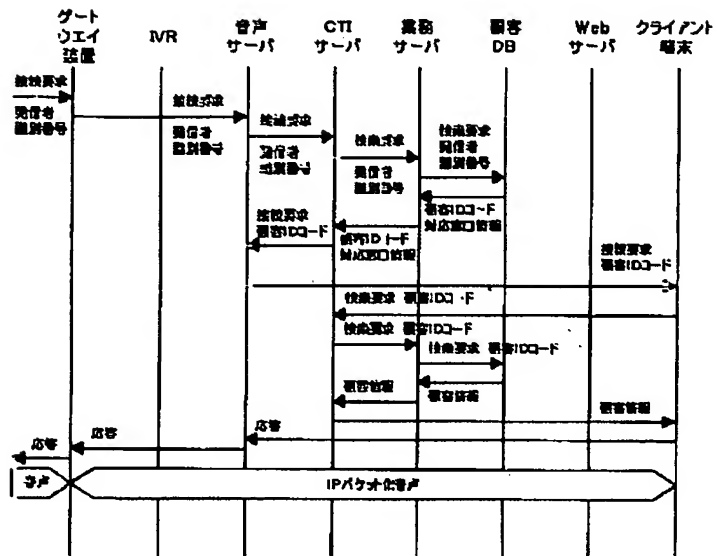 ゲート
ウエイ
装置
IVR
音声
サーバ
CTI
サーバ
業務
サーバ
顧客
DB
Web
サーバ
クライアント
端末
接続要求
発信者
識別番号
接続要求
発信者
識別番号
接続要求
発信者
識別番号
検索要求
発信者
識別番号
検索要求
発信者
識別番号
顧客IDコード
対応窓口情報
顧客IDコード
対応窓口情報
接続要求
顧客IDコード
接続要求
顧客IDコード
検索要求 顧客IDコード
検索要求 顧客IDコード
検索要求 顧客IDコード
顧客情報
顧客情報
顧客情報
応答
応答
応答
音声
IPパケット化音声